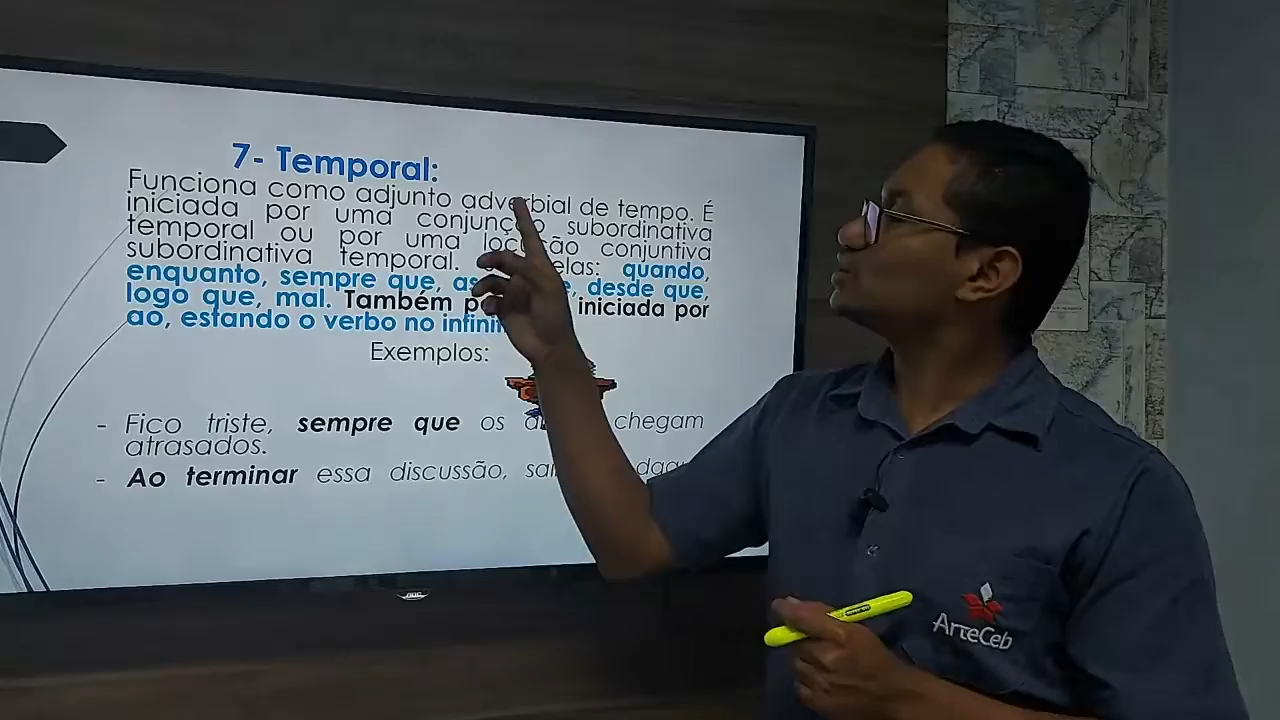 7- Temporal:
Funciona como adjunto adverbial de tempo. É
iniciada por uma conjunção subordinativa
temporal ou por uma locução conjuntiva
subordinativa temporal. elas: quando,
enquanto, sempre que, desde que,
logo que, mal. Também iniciada por
ao, estando o verbo no
Exemplos:
- Fico triste, sempre que os chegam
atrasados.
- Ao terminar essa discussão,
AOC
ArteCeb